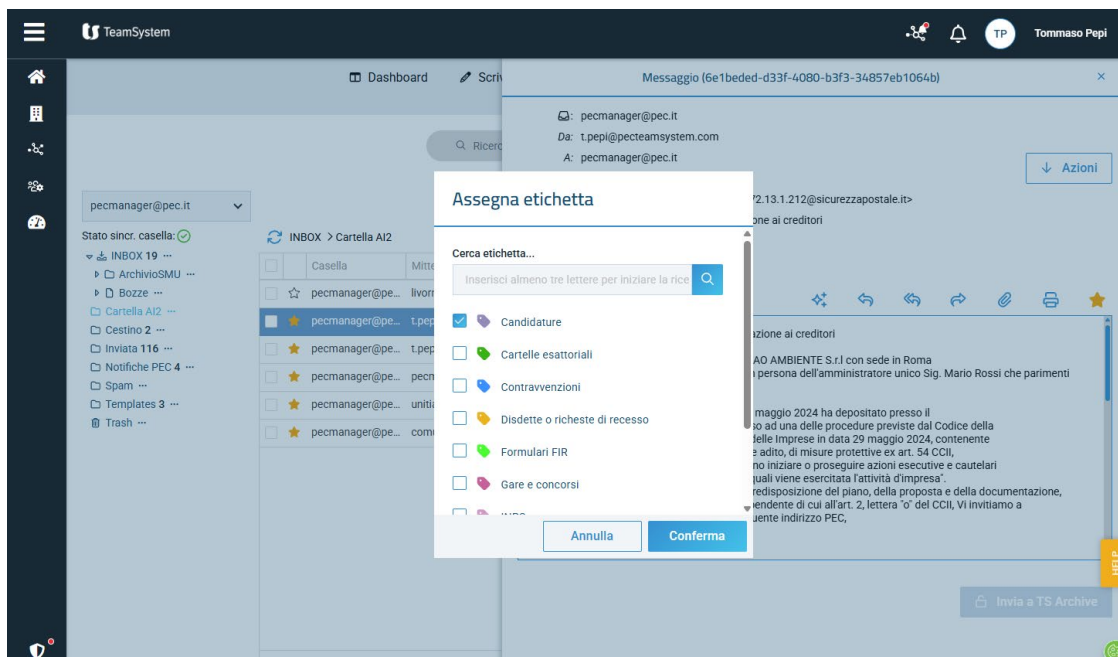 TeamSystem
TP
Tommaso Pepi
Dashboard
Messaggio (6e1beded-d33f-4080-b3f3-34857eb1064b)
: pecmanager@pec.it
Da: t.pepi@pecteamsystem.com
A: pecmanager@pec.it
Azioni
pecmanager@pec.it
Stato sincr. casella:
INBOX 19 ...
ArchivioSMU ...
Bozze ...
Cartella AI2 ...
Cestino 2 ...
Inviata 116 ...
Notifiche PEC 4 ...
Spam ...
Templates 3 ...
Trash ...
INBOX > Cartella AI2
Casella
pecmanager@pe...
pecmanager@pe... t.pep
pecmanager@pe... t.pep
pecmanager@pe...
pecmanager@pe...
pecmanager@pe...
Assegna etichetta
Cerca etichetta...
Inserisci almeno tre lettere per iniziare la rice
Candidature
Cartelle esattoriali
Contravvenzioni
Disdette o richeste di recesso
Formulari FIR
Gare e concorsi
Annulla
Conferma
72.13.1.212@sicurezzapostale.it>
one ai creditori
azione ai creditori
AO AMBIENTE S.r.l con sede in Roma
persona dell'amministratore unico Sig. Mario Rossi che parimenti
maggio 2024 ha depositato presso il
so ad una delle procedure previste dal Codice della
delle Imprese in data 29 maggio 2024, contenente
e adito, di misure protettive ex art. 54 CCII,
no iniziare o proseguire azioni esecutive e cautelari
quali viene esercitata l'attività d'impresa".
redisposizione del piano, della proposta e della documentazione,
pendente di cui all'art. 2, lettera "o" del CCII, Vi invitiamo a
uente indirizzo PEC,
HELP
Invia a TS Archive